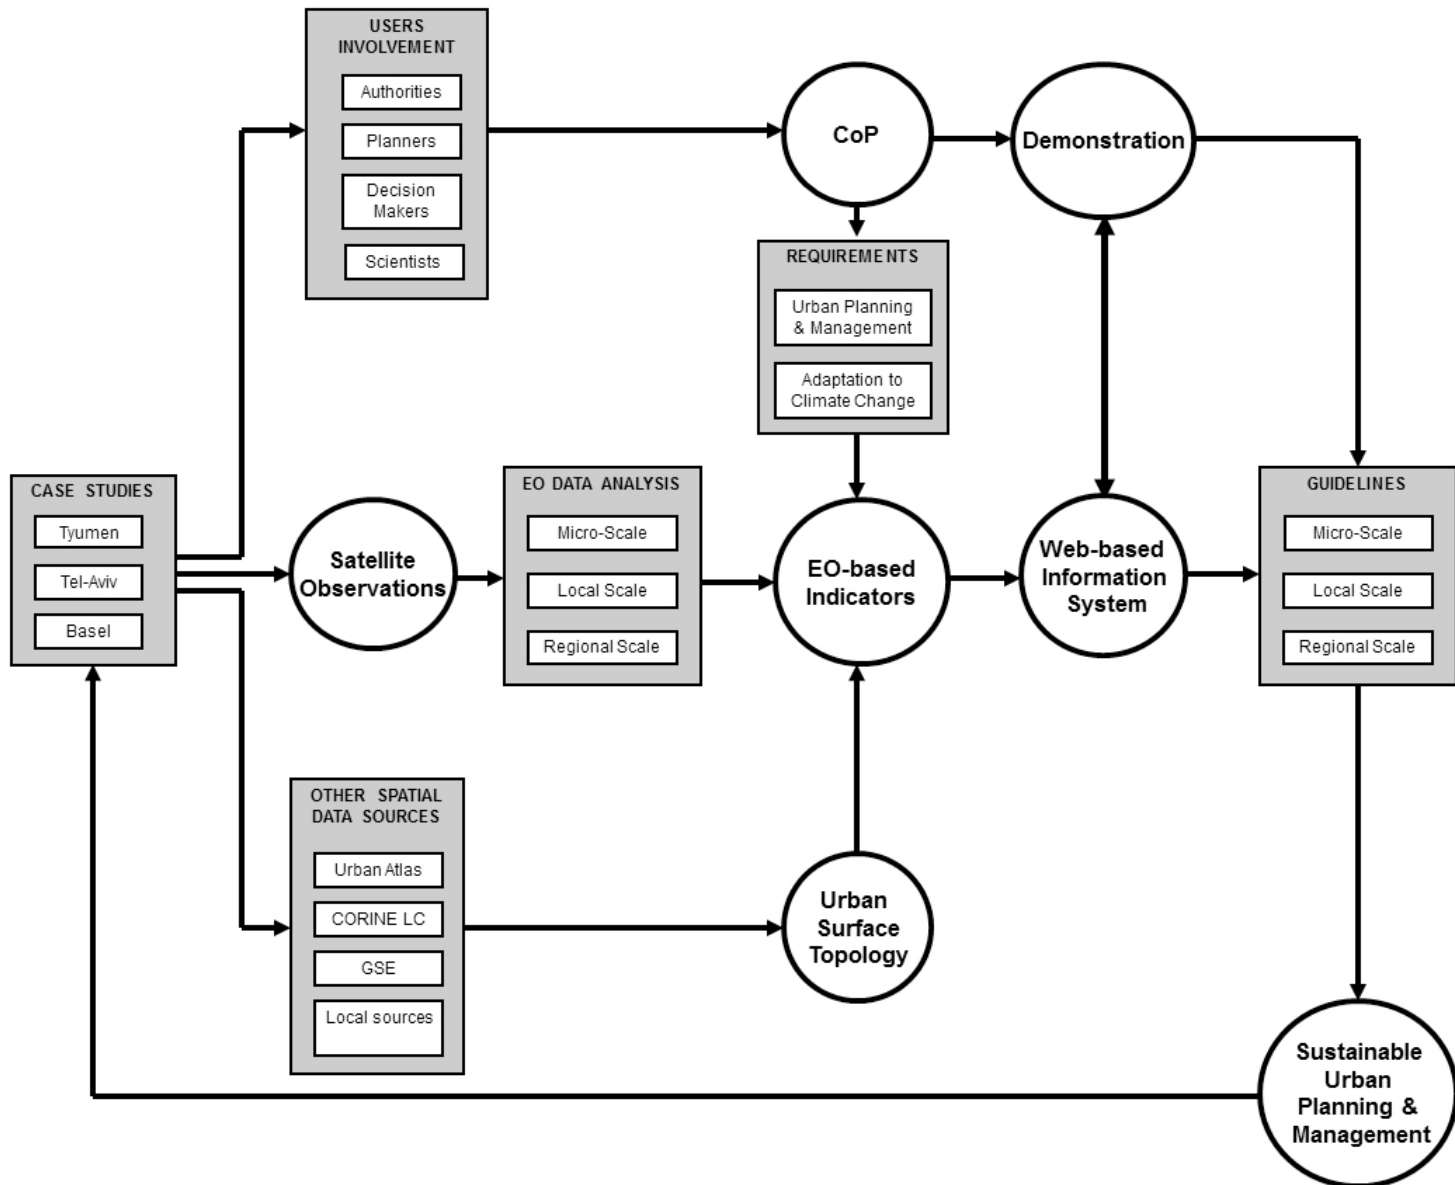 USERS
INVOLVEMENT
Authorities
Planners
Decision
Makers
Scientists
CoP
Demonstration
REQUIREMENTS
Urban Planning
& Management
Adaptation to
Climate Change
CASE STUDIES
Tyumen
Tel-Aviv
Basel
Satellite
Observations
EO DATA ANALYSIS
Micro-Scale
Local Scale
Regional Scale
EO-based
Indicators
Web-based
Information
System
GUIDELINES
Micro-Scale
Local Scale
Regional Scale
OTHER SPATIAL
DATA SOURCES
Urban Atlas
CORINE LC
GSE
Local sources
Urban
Surface
Topology
Sustainable
Urban
Planning &
Management